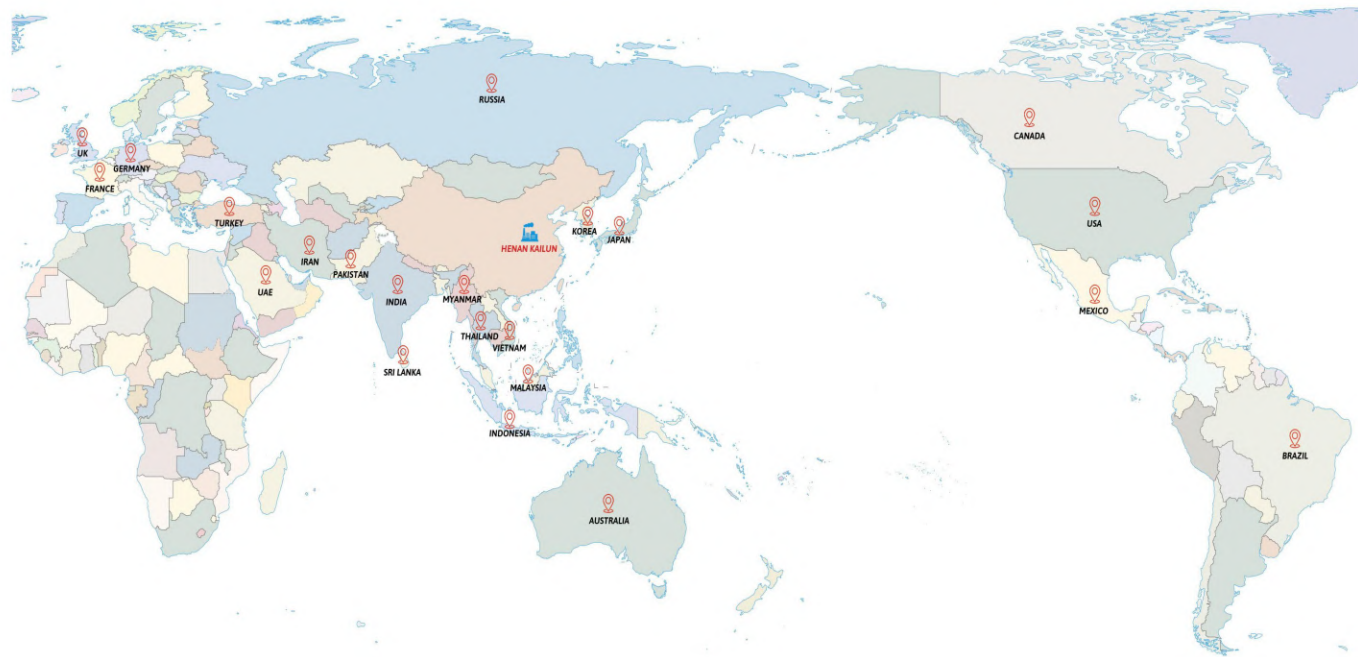 RUSSIA
CANADA
UK
GERMANY
FRANCE
TURKEY
KOREA
JAPAN
USA
HENAN KAILUN
IRAN
PAKISTAN
UAE
INDIA
MYANMAR
MEXICO
THAILAND
VIETNAM
SRI LANKA
MALAYSIA
INDONESIA
BRAZIL
AUSTRALIA